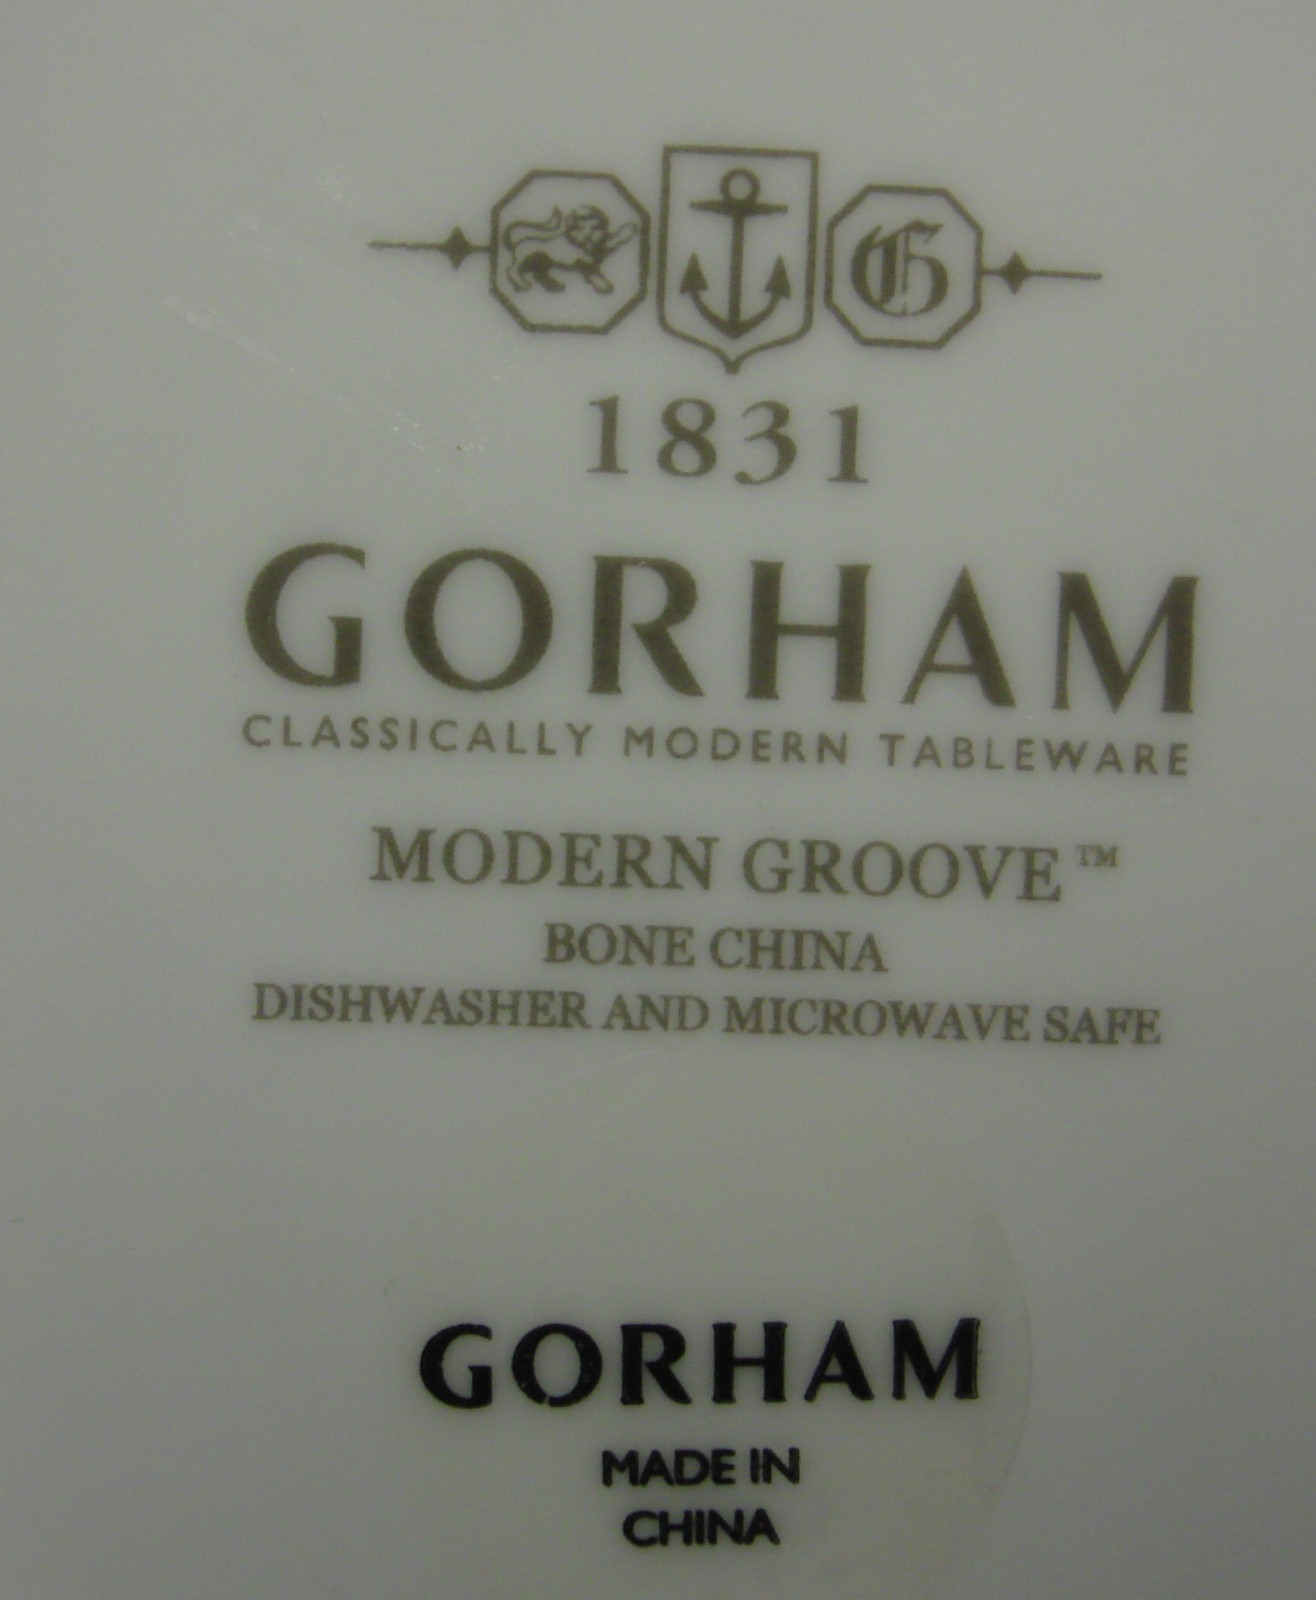 G
1831
GORHAM
CLASSICALLY MODERN TABLEWARE
MODERN GROOVE™
BONE CHINA
DISHWASHER AND MICROWAVE SAFE
GORHAM
MADE IN
CHINA